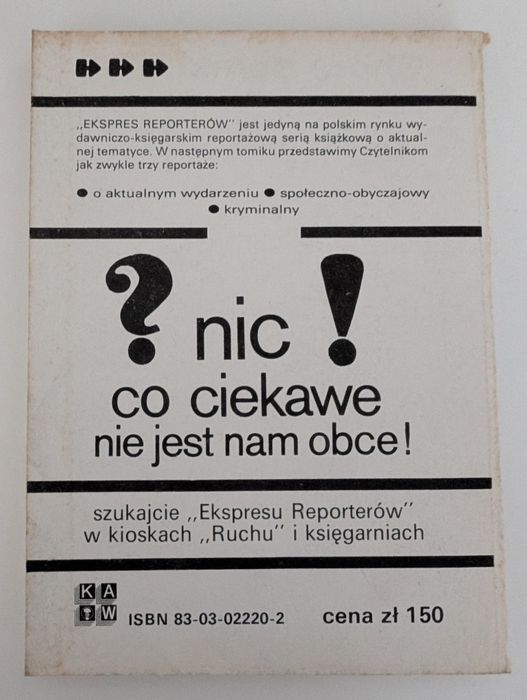 „EKSPRES REPORTERÓW” jest jedyną na polskim rynku wy-
dawniczo-księgarskim reportażową serią książkową o aktual-
nej tematyce. W następnym tomiku przedstawimy Czytelnikom
jak zwykle trzy reportaże:
● o aktualnym wydarzeniu ● społeczno-obyczajowy
● kryminalny
? nic !
co ciekawe
nie jest nam obce!
szukajcie „Ekspresu Reporterów”
w kioskach „Ruchu” i księgarniach
K A
W
ISBN 83-03-02220-2 cena zł 150